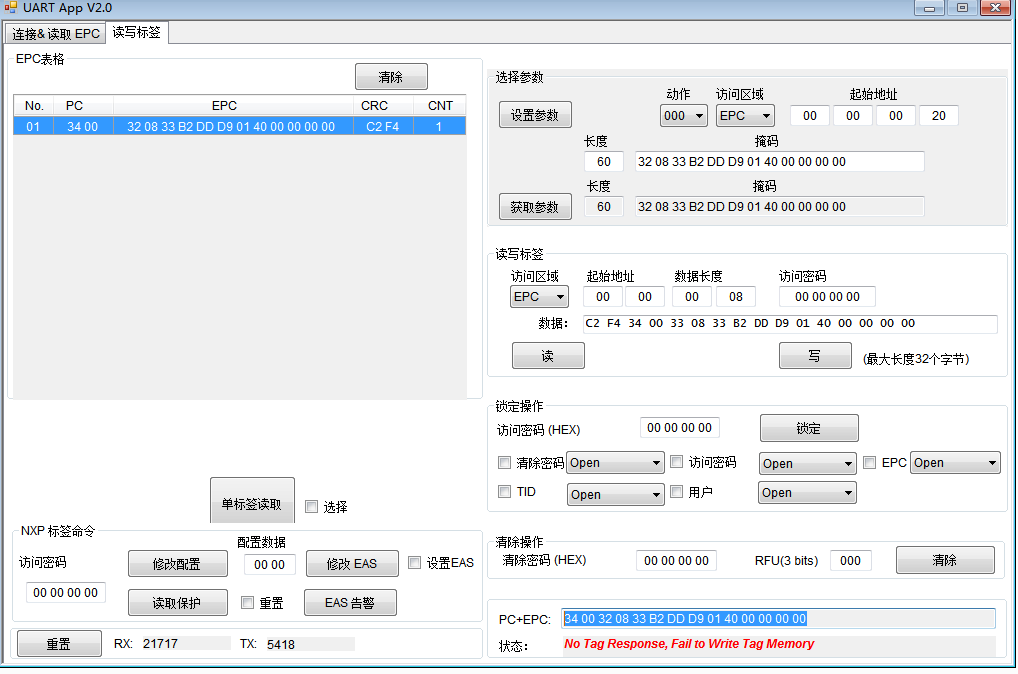 UART App V2.0
连接& 读取 EPC 读写标签
EPC表格
清除
No. PC EPC CRC CNT
01 34 00 32 08 33 B2 DD D9 01 40 00 00 00 00 C2 F4 1
单标签读取 选择
NXP 标签命令
配置数据
访问密码
修改配置 00 00 修改 EAS 设置EAS
00 00 00 00
读取保护 重置 EAS 告警
重置 RX: 21717 TX: 5418
选择参数
动作 访问区域 起始地址
设置参数 000 EPC 00 00 00 20
长度 掩码
60 32 08 33 B2 DD D9 01 40 00 00 00 00
长度 掩码
获取参数 60 32 08 33 B2 DD D9 01 40 00 00 00 00
读写标签
访问区域 起始地址 数据长度 访问密码
EPC 00 00 00 08 00 00 00 00
数据: C2 F4 34 00 33 08 33 B2 DD D9 01 40 00 00 00 00
读 写 (最大长度32个字节)
锁定操作
访问密码 (HEX) 00 00 00 00 锁定
清除密码 Open 访问密码 Open EPC Open
TID Open 用户 Open
清除操作
清除密码 (HEX) 00 00 00 00 RFU(3 bits) 000 清除
PC+EPC: 34 00 32 08 33 B2 DD D9 01 40 00 00 00 00
状态: No Tag Response, Fail to Write Tag Memory